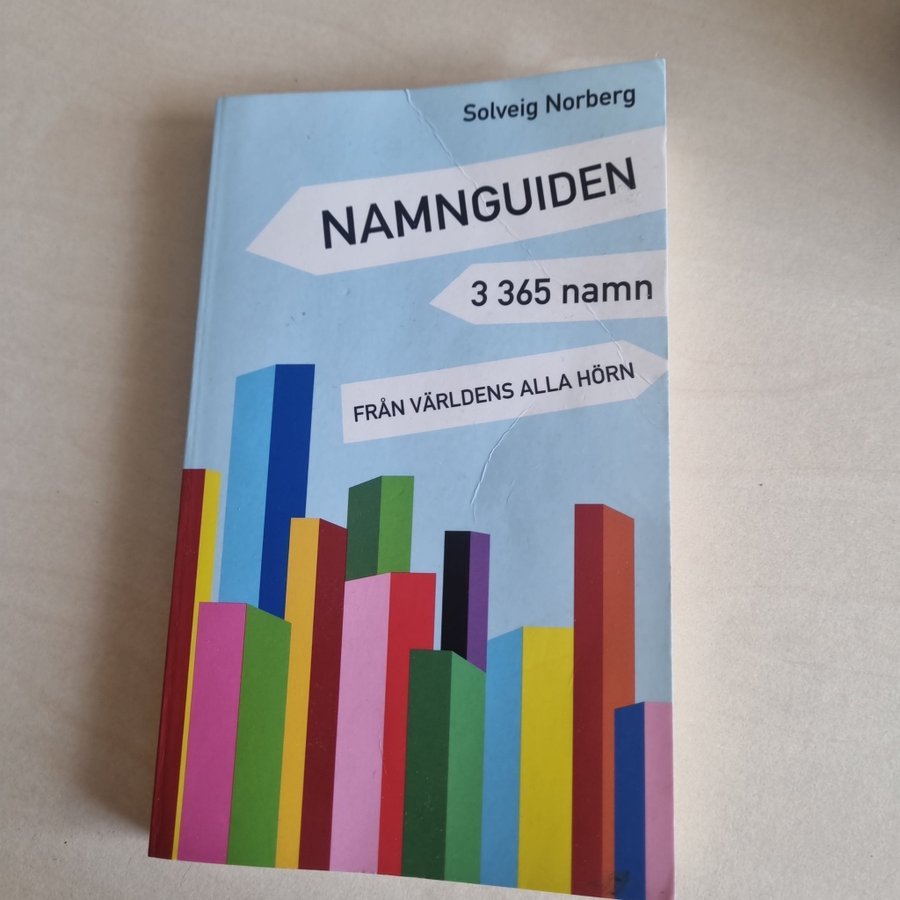 Solveig Norberg
NAMNGUIDEN
3 365 namn
FRÅN VÄRLDENS ALLA HÖRN